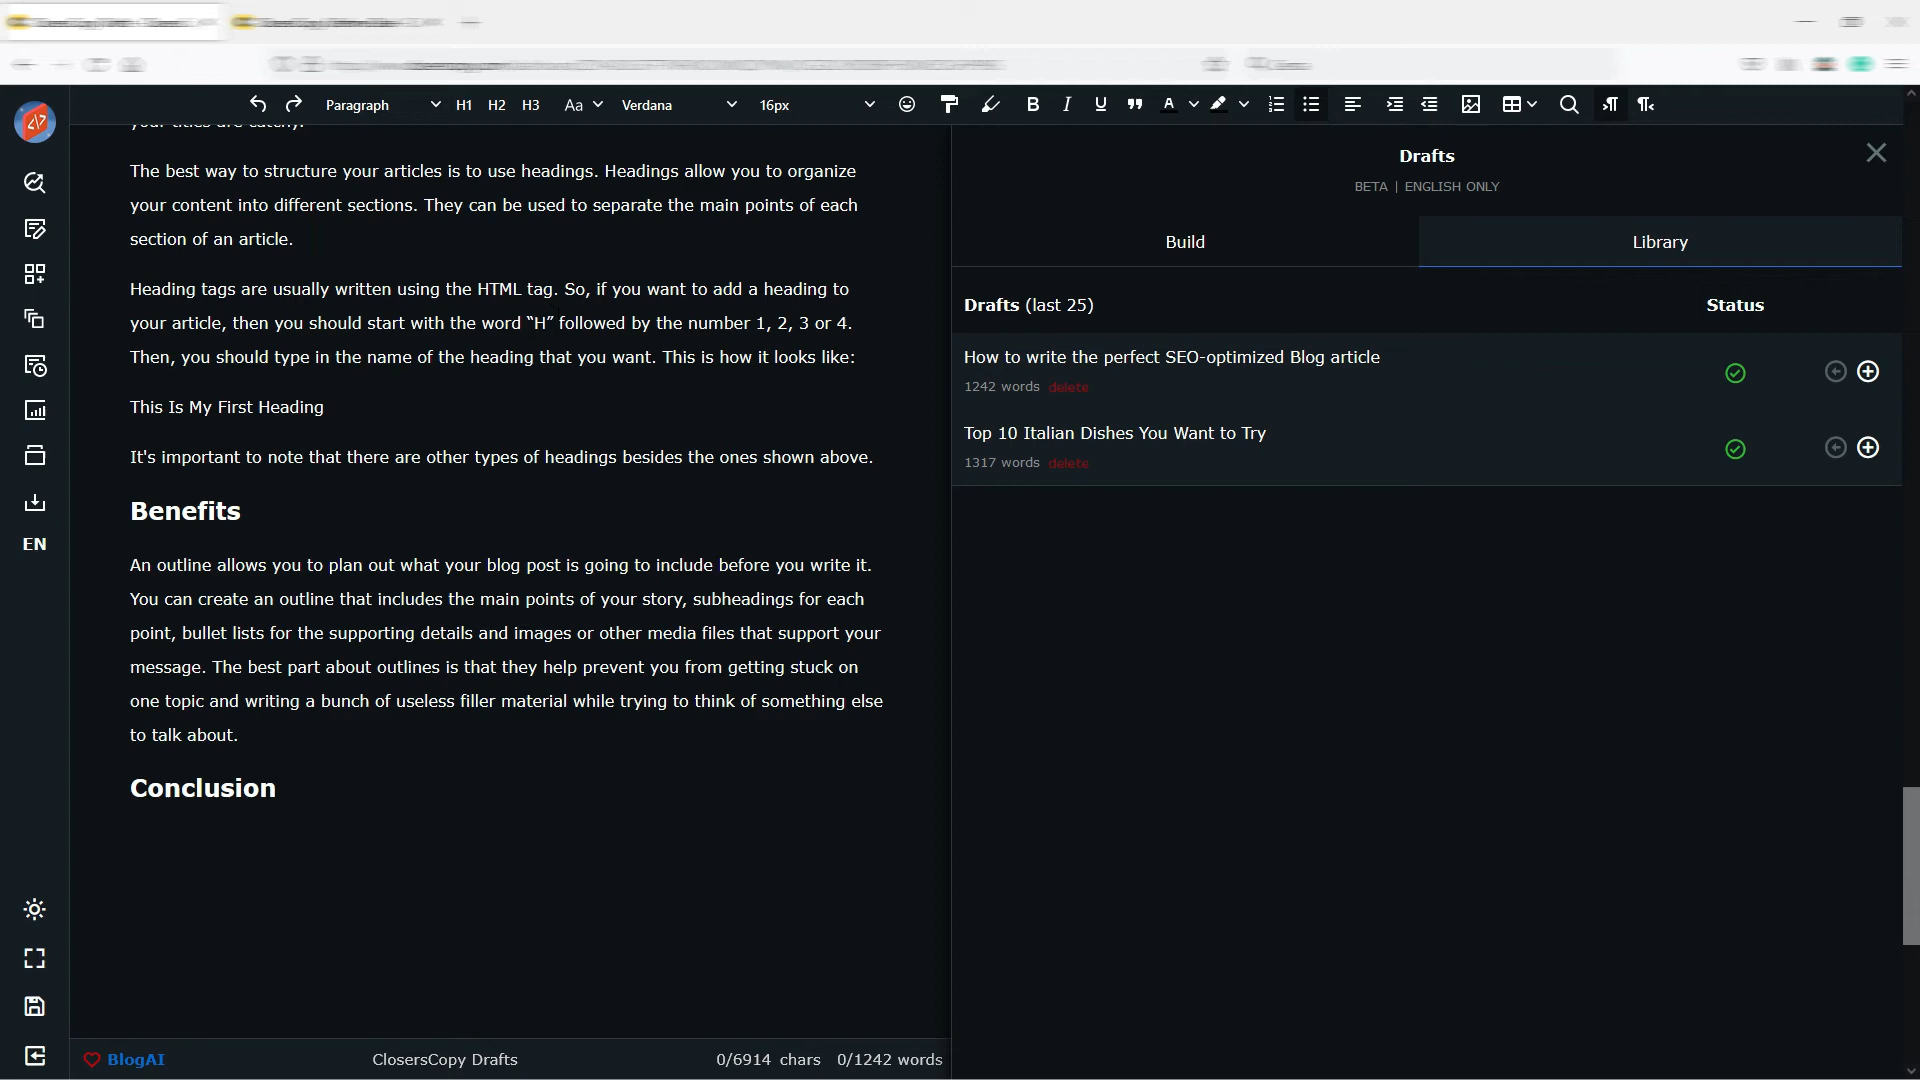 Paragraph H1 H2 H3 Aa Verdana 16px B I U A
your titles are catchy.
The best way to structure your articles is to use headings. Headings allow you to organize
your content into different sections. They can be used to separate the main points of each
section of an article.
Heading tags are usually written using the HTML tag. So, if you want to add a heading to
your article, then you should start with the word “H” followed by the number 1, 2, 3 or 4.
Then, you should type in the name of the heading that you want. This is how it looks like:
This Is My First Heading
It's important to note that there are other types of headings besides the ones shown above.
Benefits
An outline allows you to plan out what your blog post is going to include before you write it.
You can create an outline that includes the main points of your story, subheadings for each
point, bullet lists for the supporting details and images or other media files that support your
message. The best part about outlines is that they help prevent you from getting stuck on
one topic and writing a bunch of useless filler material while trying to think of something else
to talk about.
Conclusion
EN
BlogAI ClosersCopy Drafts 0/6914 chars 0/1242 words
Drafts
BETA | ENGLISH ONLY
Build Library
Drafts (last 25) Status
How to write the perfect SEO-optimized Blog article
1242 words delete
Top 10 Italian Dishes You Want to Try
1317 words delete